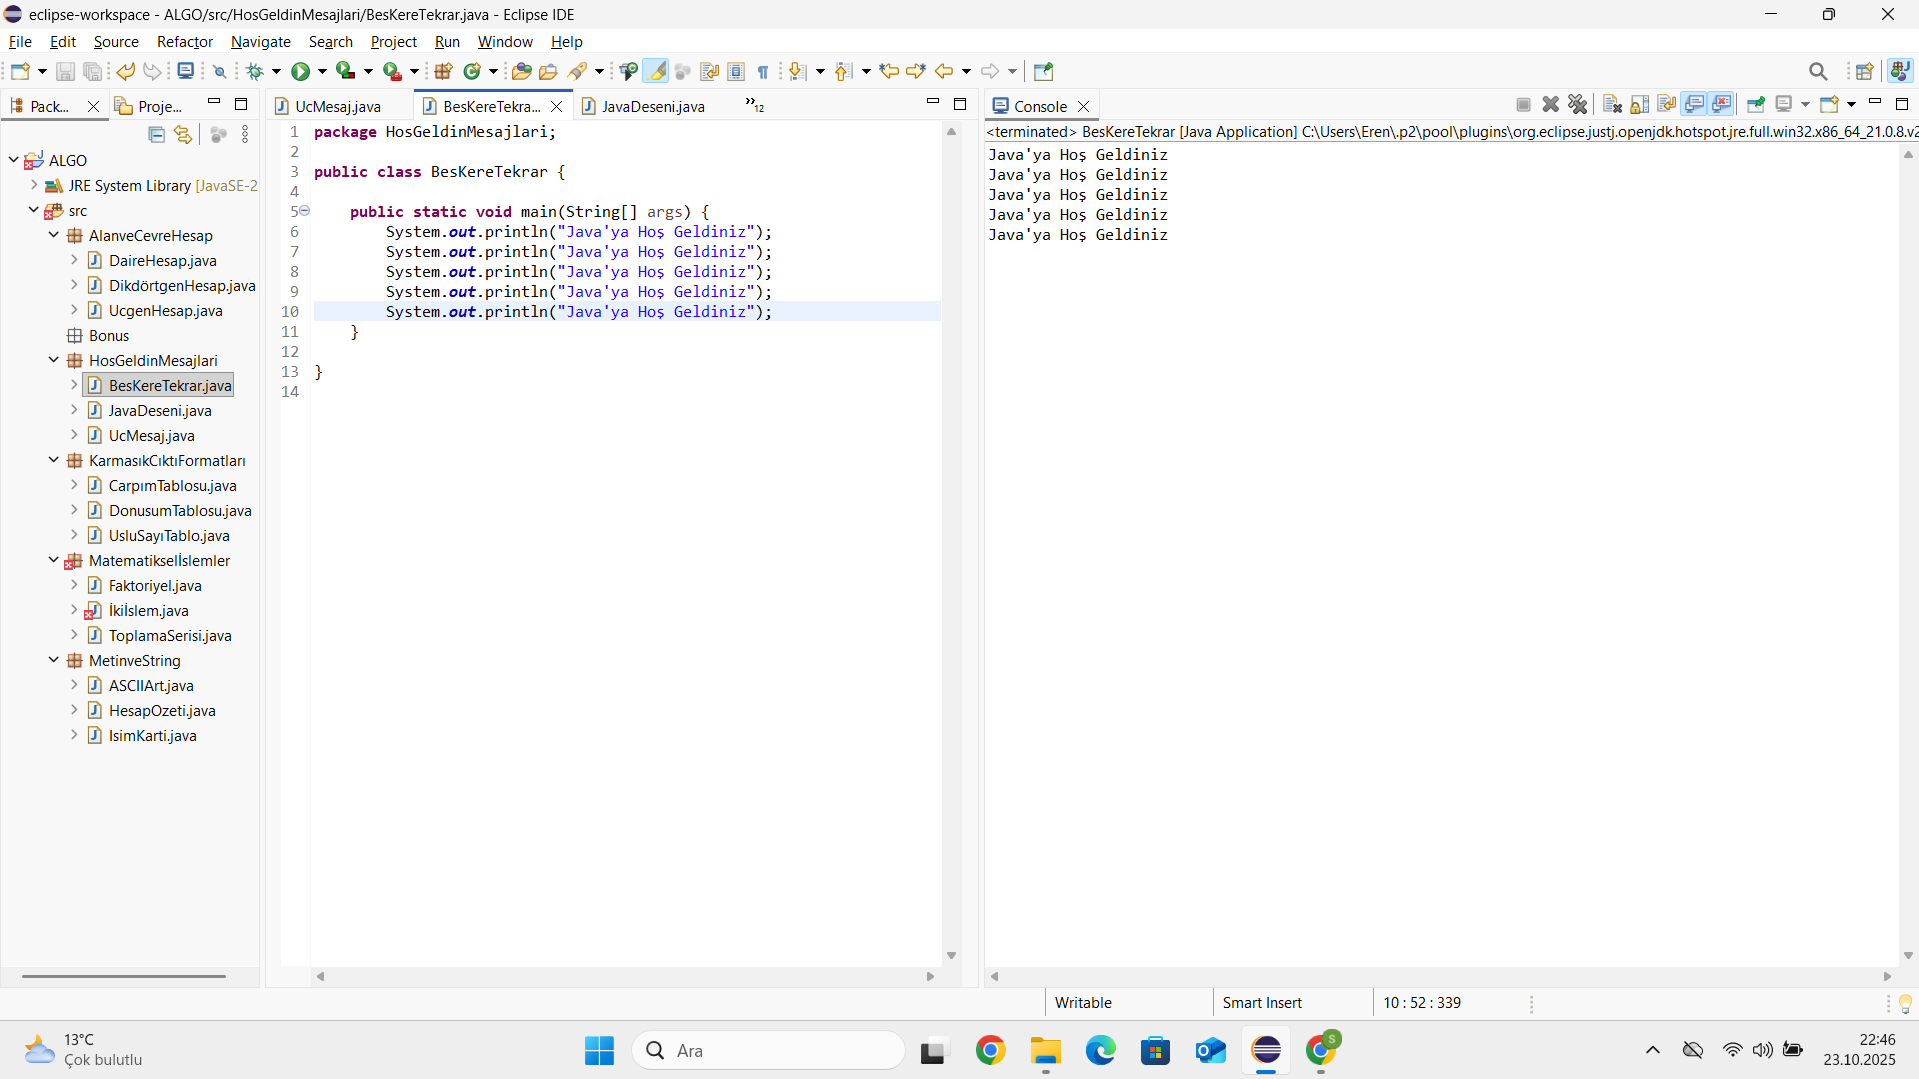 eclipse-workspace - ALGO/src/HosGeldinMesajlari/BesKereTekrar.java - Eclipse IDE
File Edit Source Refactor Navigate Search Project Run Window Help
Pack... Proje...
ALGO
JRE System Library [JavaSE-2
src
AlanveCevreHesap
DaireHesap.java
DikdörtgenHesap.java
UcgenHesap.java
Bonus
HosGeldinMesajlari
BesKereTekrar.java
JavaDeseni.java
UcMesaj.java
KarmasıkCıktıFormatları
CarpımTablosu.java
DonusumTablosu.java
UsluSayıTablo.java
Matematikselİslemler
Faktoriyel.java
İkiİslem.java
ToplamaSerisi.java
MetinveString
ASCIIArt.java
HesapOzeti.java
IsimKarti.java
UcMesaj.java BesKereTekra... JavaDeseni.java »12
1 package HosGeldinMesajlari;
2
3 public class BesKereTekrar {
4
5 public static void main(String[] args) {
6 System.out.println("Java'ya Hoş Geldiniz");
7 System.out.println("Java'ya Hoş Geldiniz");
8 System.out.println("Java'ya Hoş Geldiniz");
9 System.out.println("Java'ya Hoş Geldiniz");
10 System.out.println("Java'ya Hoş Geldiniz");
11 }
12
13 }
14
Console
<terminated> BesKereTekrar [Java Application] C:\Users\Eren\.p2\pool\plugins\org.eclipse.justj.openjdk.hotspot.jre.full.win32.x86_64_21.0.8.v2
Java'ya Hoş Geldiniz
Java'ya Hoş Geldiniz
Java'ya Hoş Geldiniz
Java'ya Hoş Geldiniz
Java'ya Hoş Geldiniz
Writable Smart Insert 10 : 52 : 339
13°C
Çok bulutlu
Ara
S
22:46
23.10.2025